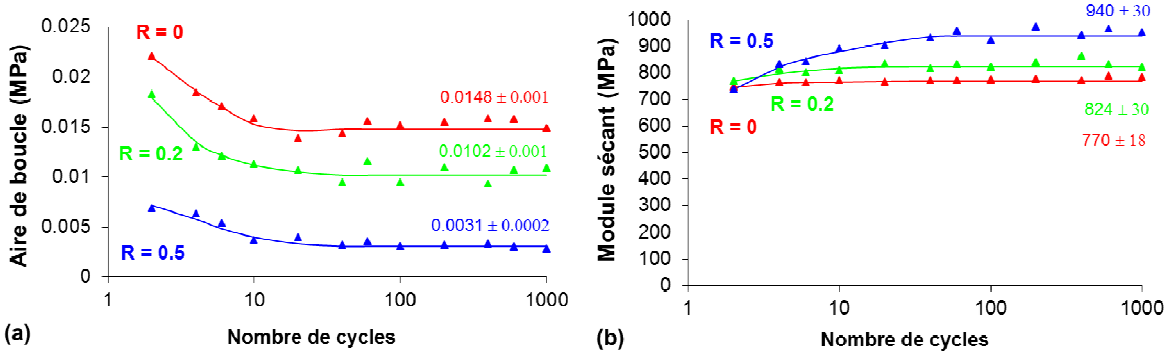 Aire de boucle (MPa)
0.025
0.02
0.015
0.01
0.005
0
R = 0
R = 0.2
R = 0.5
0.0148 ± 0.001
0.0102 ± 0.001
0.0031 ± 0.0002
1
10
100
1000
(a)
Nombre de cycles
Module sécant (MPa)
1000
900
800
700
600
500
400
300
200
100
0
R = 0.5
R = 0.2
R = 0
940 ± 30
824 ± 30
770 ± 18
1
10
100
1000
(b)
Nombre de cycles